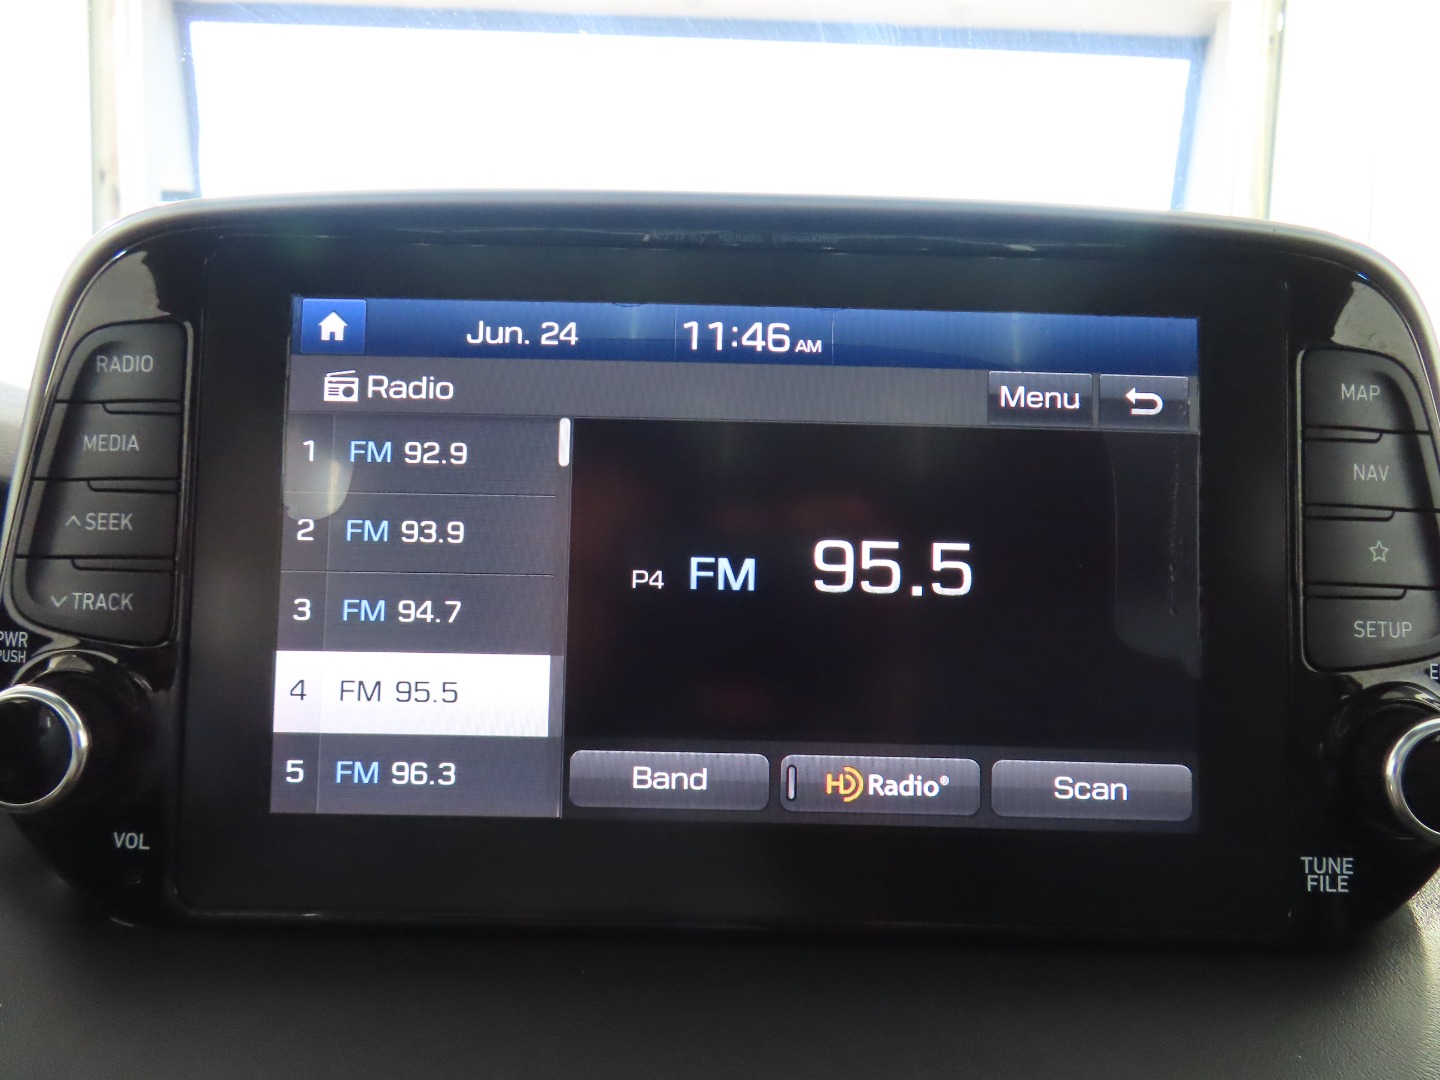 HD Radio
Jun. 24 11:46 AM
Radio
Menu
1 FM 92.9
2 FM 93.9
3 FM 94.7
4 FM 95.5
5 FM 96.3
P4 FM 95.5
Band
HD Radio®
Scan
RADIO
MEDIA
SEEK
TRACK
PWR
PUSH
VOL
MAP
NAV
SETUP
TUNE
FILE